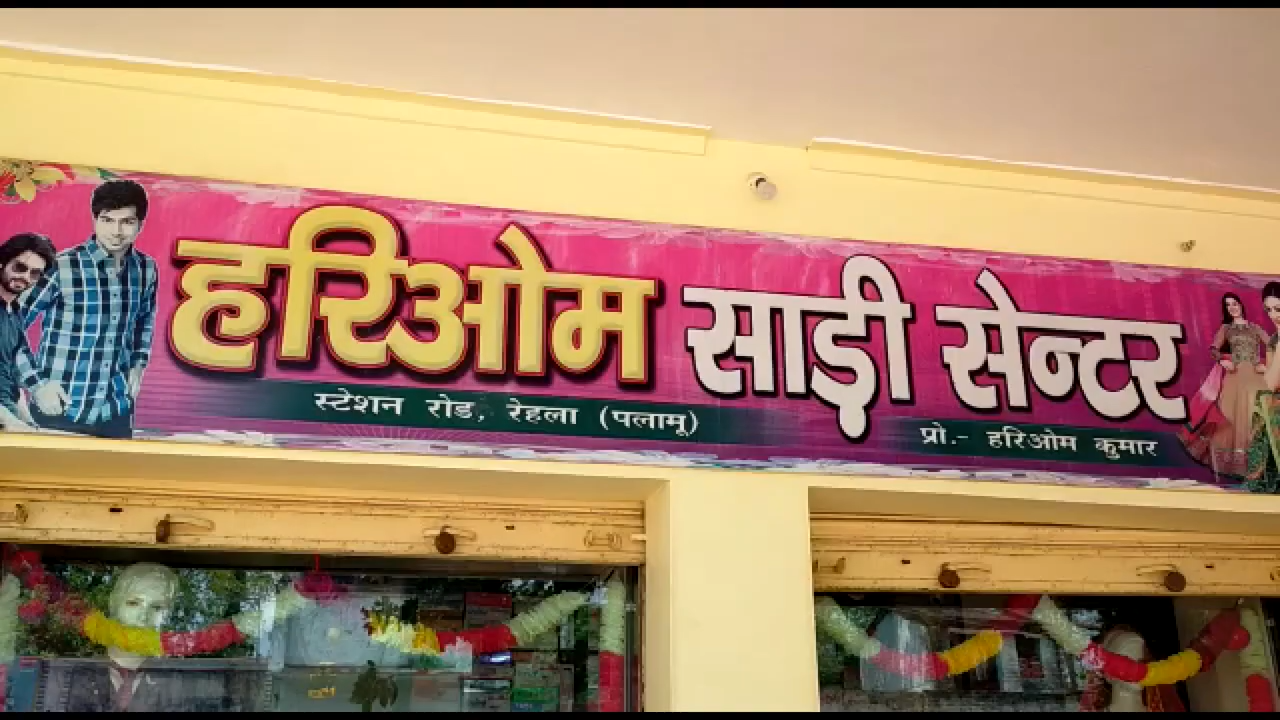 हरिओम साड़ी सेन्टर
स्टेशन रोड, रेहला (पलामू)
प्रो.- हरिओम कुमार